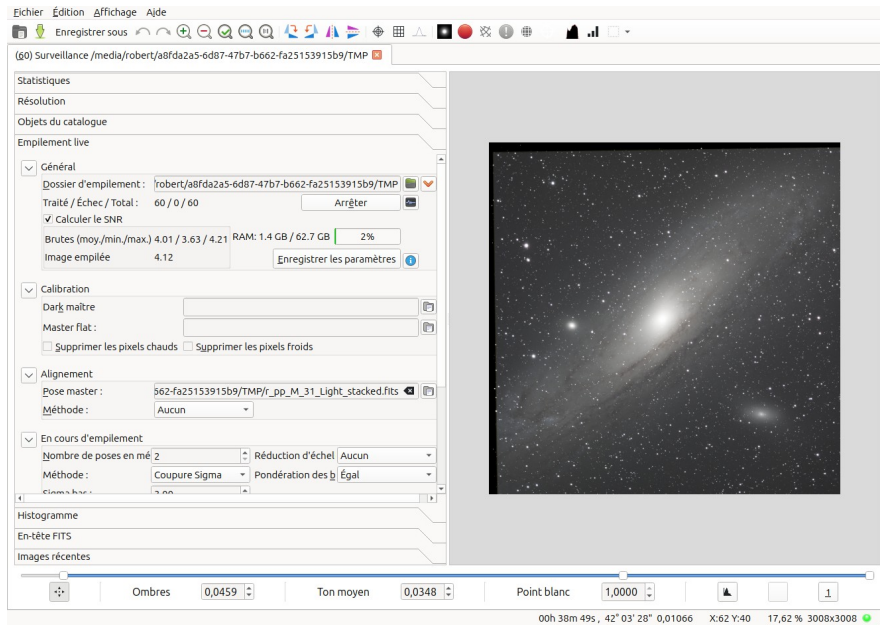 Fichier Édition Affichage Aide
Enregistrer sous
(60) Surveillance /media/robert/a8fda2a5-6d87-47b7-b662-fa25153915b9/TMP
Statistiques
Résolution
Objets du catalogue
Empilement live
Général
Dossier d'empilement : robert/a8fda2a5-6d87-47b7-b662-fa25153915b9/TMP
Traité / Échec / Total : 60 / 0 / 60 Arrêter
Calculer le SNR
Brutes (moy./min./max.) 4.01 / 3.63 / 4.21 RAM: 1.4 GB / 62.7 GB 2%
Image empilée 4.12 Enregistrer les paramètres
Calibration
Dark maître
Master flat :
Supprimer les pixels chauds Supprimer les pixels froids
Alignement
Pose master : 662-fa25153915b9/TMP/r_pp_M_31_Light_stacked.fits
Méthode : Aucun
En cours d'empilement
Nombre de poses en mé 2 Réduction d'échel Aucun
Méthode : Coupure Sigma Pondération des b Égal
Sigma bas : 3,00
Histogramme
En-tête FITS
Images récentes
Ombres 0,0459 Ton moyen 0,0348 Point blanc 1,0000 1
00h 38m 49s , 42° 03' 28" 0,01066 X:62 Y:40 17,62 % 3008x3008